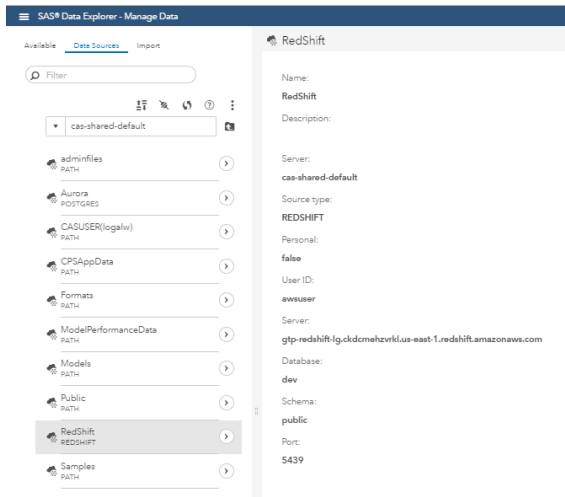 SAS® Data Explorer - Manage Data
Available Data Sources Import
Filter
cas-shared-default
adminfiles
PATH
Aurora
POSTGRES
CASUSER(logalw)
PATH
CPSAppData
PATH
Formats
PATH
ModelPerformanceData
PATH
Models
PATH
Public
PATH
RedShift
REDSHIFT
Samples
PATH
RedShift
Name:
RedShift
Description:
Server:
cas-shared-default
Source type:
REDSHIFT
Personal:
false
User ID:
awsuser
Server:
gtp-redshift-lg.ckdcmehzvrkl.us-east-1.redshift.amazonaws.com
Database:
dev
Schema:
public
Port:
5439